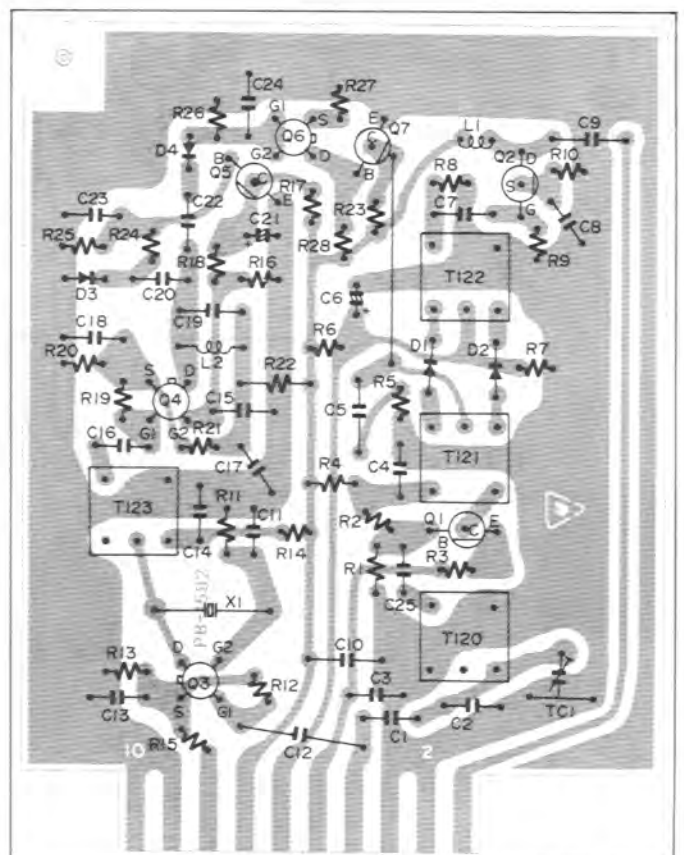 C24
R27
G1
S
Q6
E
Q7
L1
C9
R26
D4
G2
D
C
B
Q2
D
R10
B
Q5
C
E
R17
R8
S
C23
C22
R23
C7
G
C8
R25
R24
C21
R28
R9
R18
R16
T122
D3
C20
C6
C18
C19
R6
D1
D2
R7
R20
L2
S
D
R22
R5
R19
Q4
C15
C5
G1
G2
R21
C16
C17
R4
C4
T121
T123
R11
C11
R2
Q1
E
C
B
C14
R14
R1
R3
PB-1582
C25
X1
T120
D
G2
C10
R13
Q3
R12
C3
TC1
C13
S
G1
C1
C2
R15
C12
10
2